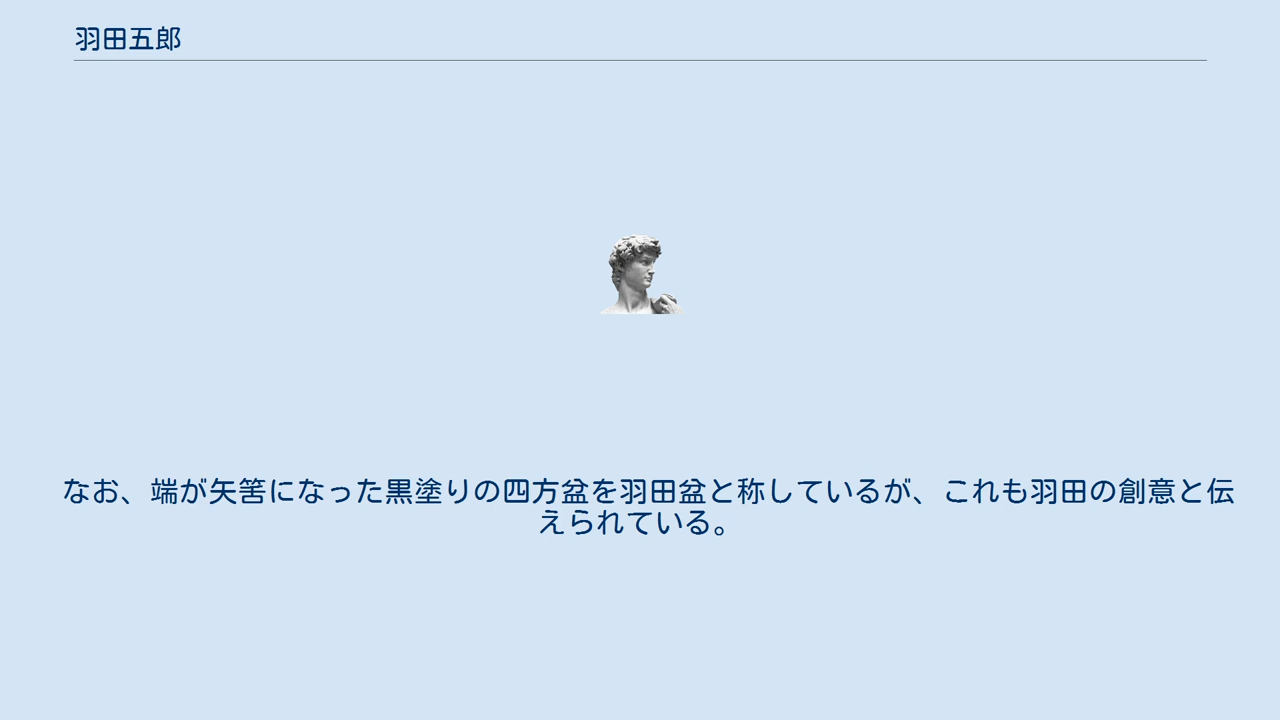 羽田五郎
なお、端が矢筈になった黒塗りの四方盆を羽田盆と称しているが、これも羽田の創意と伝
えられている。